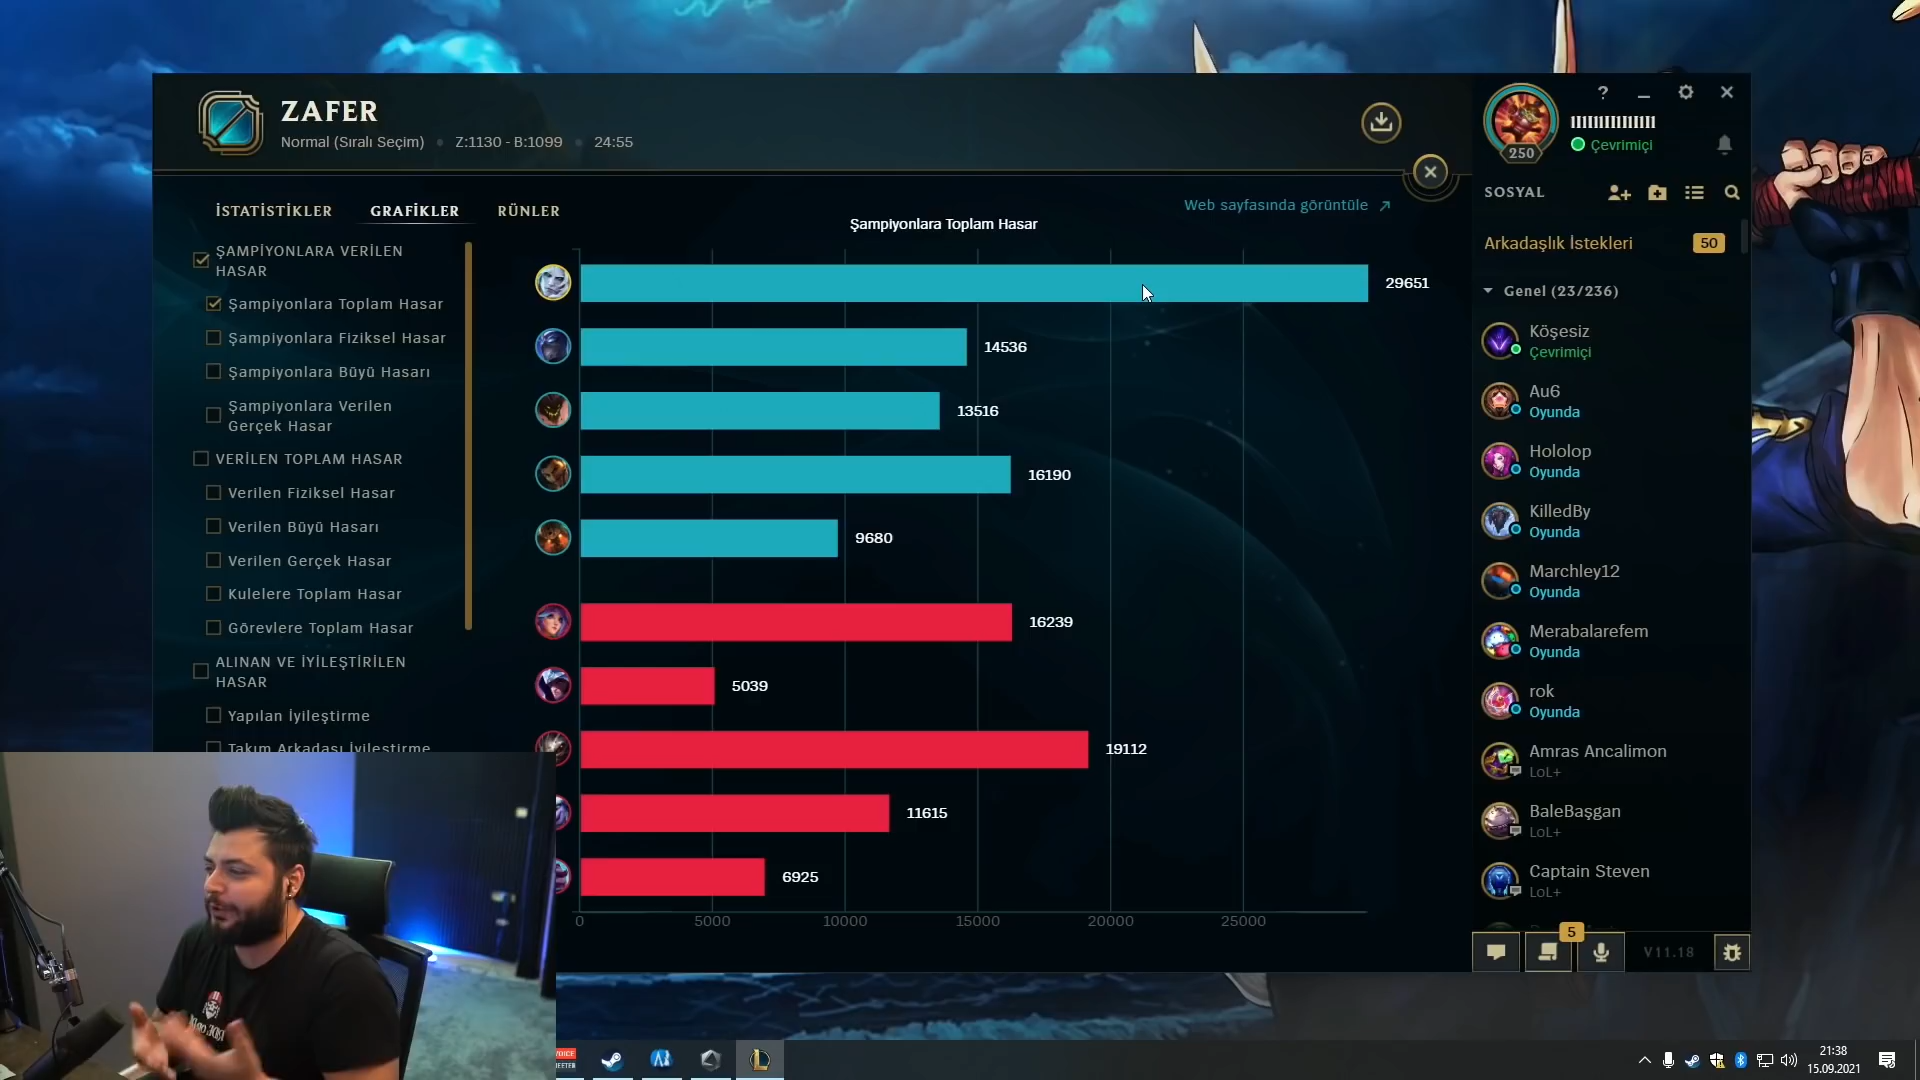 ZAFER
Normal (Sıralı Seçim) • Z:1130 - B:1099 • 24:55
İSTATİSTİKLER GRAFİKLER RÜNLER
Web sayfasında görüntüle
ŞAMPİYONLARA VERİLEN
HASAR
Şampiyonlara Toplam Hasar
Şampiyonlara Fiziksel Hasar
Şampiyonlara Büyü Hasarı
Şampiyonlara Verilen
Gerçek Hasar
VERİLEN TOPLAM HASAR
Verilen Fiziksel Hasar
Verilen Büyü Hasarı
Verilen Gerçek Hasar
Kulelere Toplam Hasar
Görevlere Toplam Hasar
ALINAN VE İYİLEŞTİRİLEN
HASAR
Yapılan İyileştirme
Takım Arkadaşı İyileştirme
Şampiyonlara Toplam Hasar
29651
14536
13516
16190
9680
16239
5039
19112
11615
6925
0 5000 10000 15000 20000 25000
250
Çevrimiçi
SOSYAL
Arkadaşlık İstekleri 50
Genel (23/236)
Köşesiz
Çevrimiçi
Au6
Oyunda
Hololop
Oyunda
KilledBy
Oyunda
Marchley12
Oyunda
Merabalarefem
Oyunda
rok
Oyunda
Amras Ancalimon
LoL+
BaleBaşgan
LoL+
Captain Steven
LoL+
5
V11.18
21:38
15.09.2021